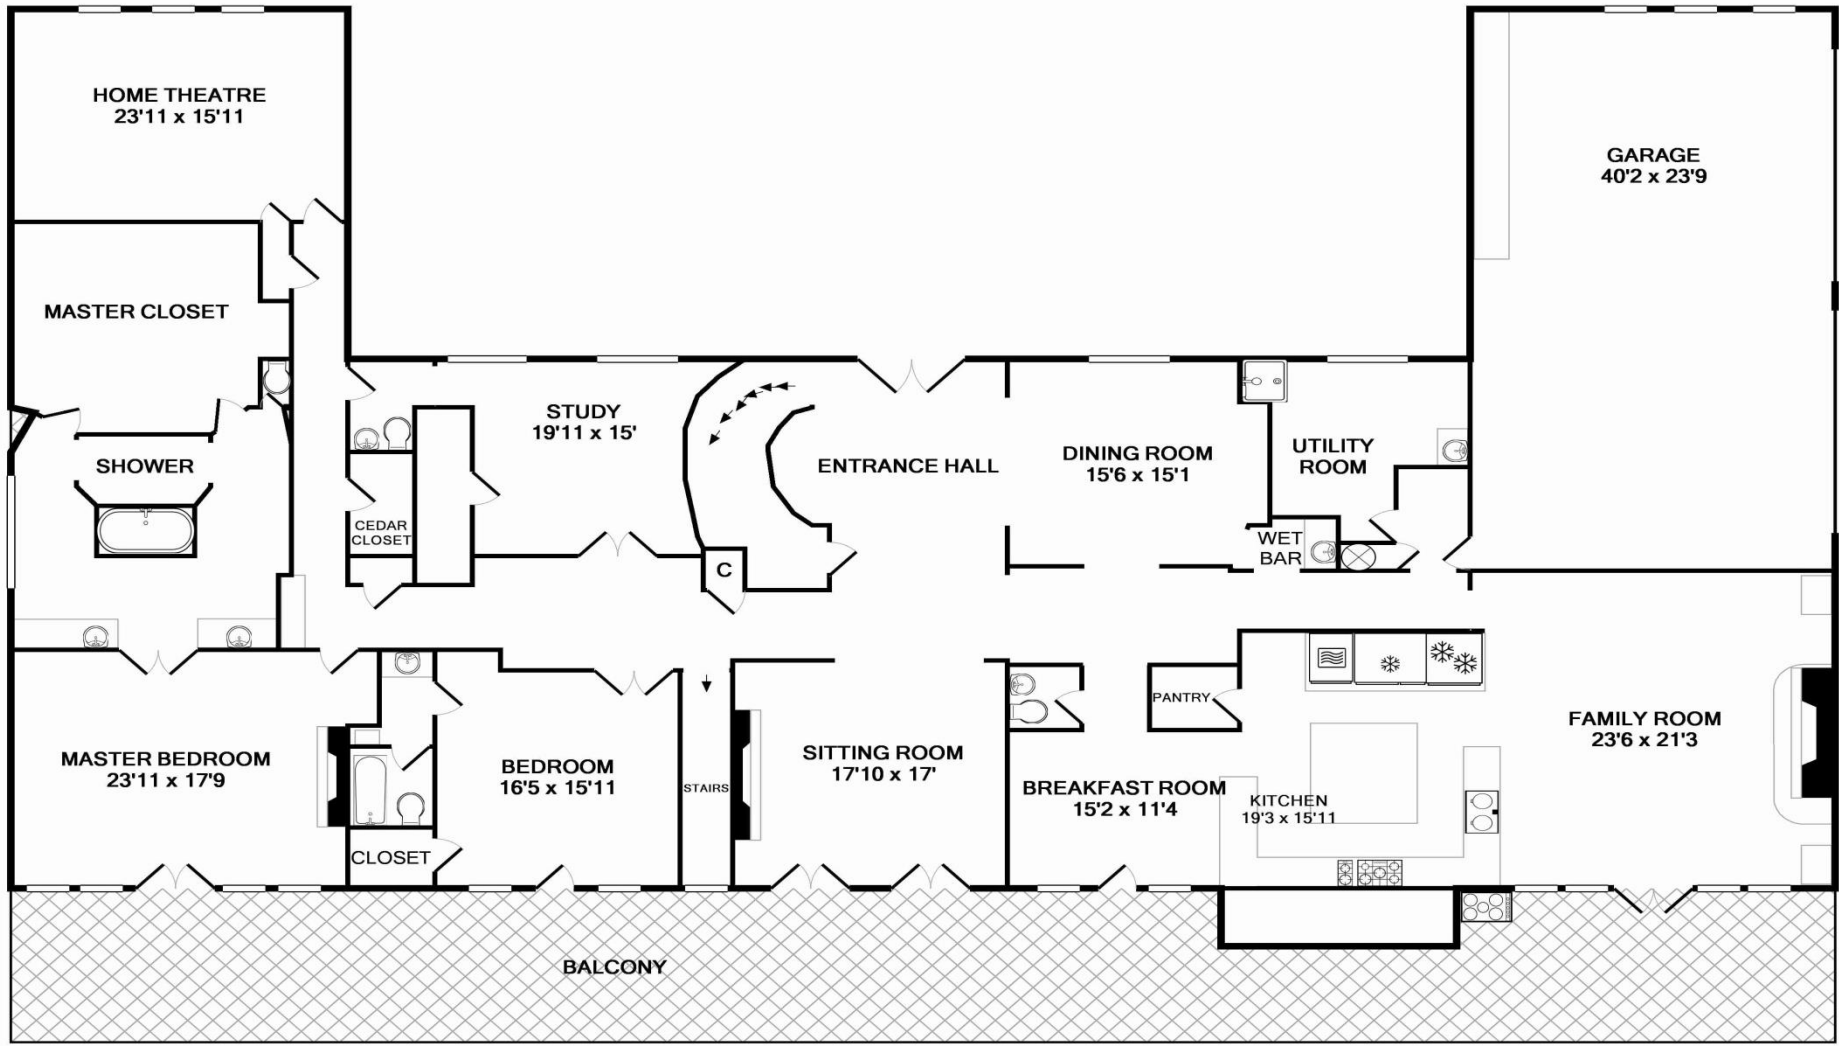 HOME THEATRE
23'11 x 15'11
GARAGE
40'2 x 23'9
MASTER CLOSET
STUDY
19'11 x 15'
SHOWER
ENTRANCE HALL
DINING ROOM
15'6 x 15'1
UTILITY
ROOM
CEDAR
CLOSET
WET
BAR
C
MASTER BEDROOM
23'11 x 17'9
BEDROOM
16'5 x 15'11
STAIRS
SITTING ROOM
17'10 x 17'
PANTRY
BREAKFAST ROOM
15'2 x 11'4
KITCHEN
19'3 x 15'11
FAMILY ROOM
23'6 x 21'3
CLOSET
BALCONY